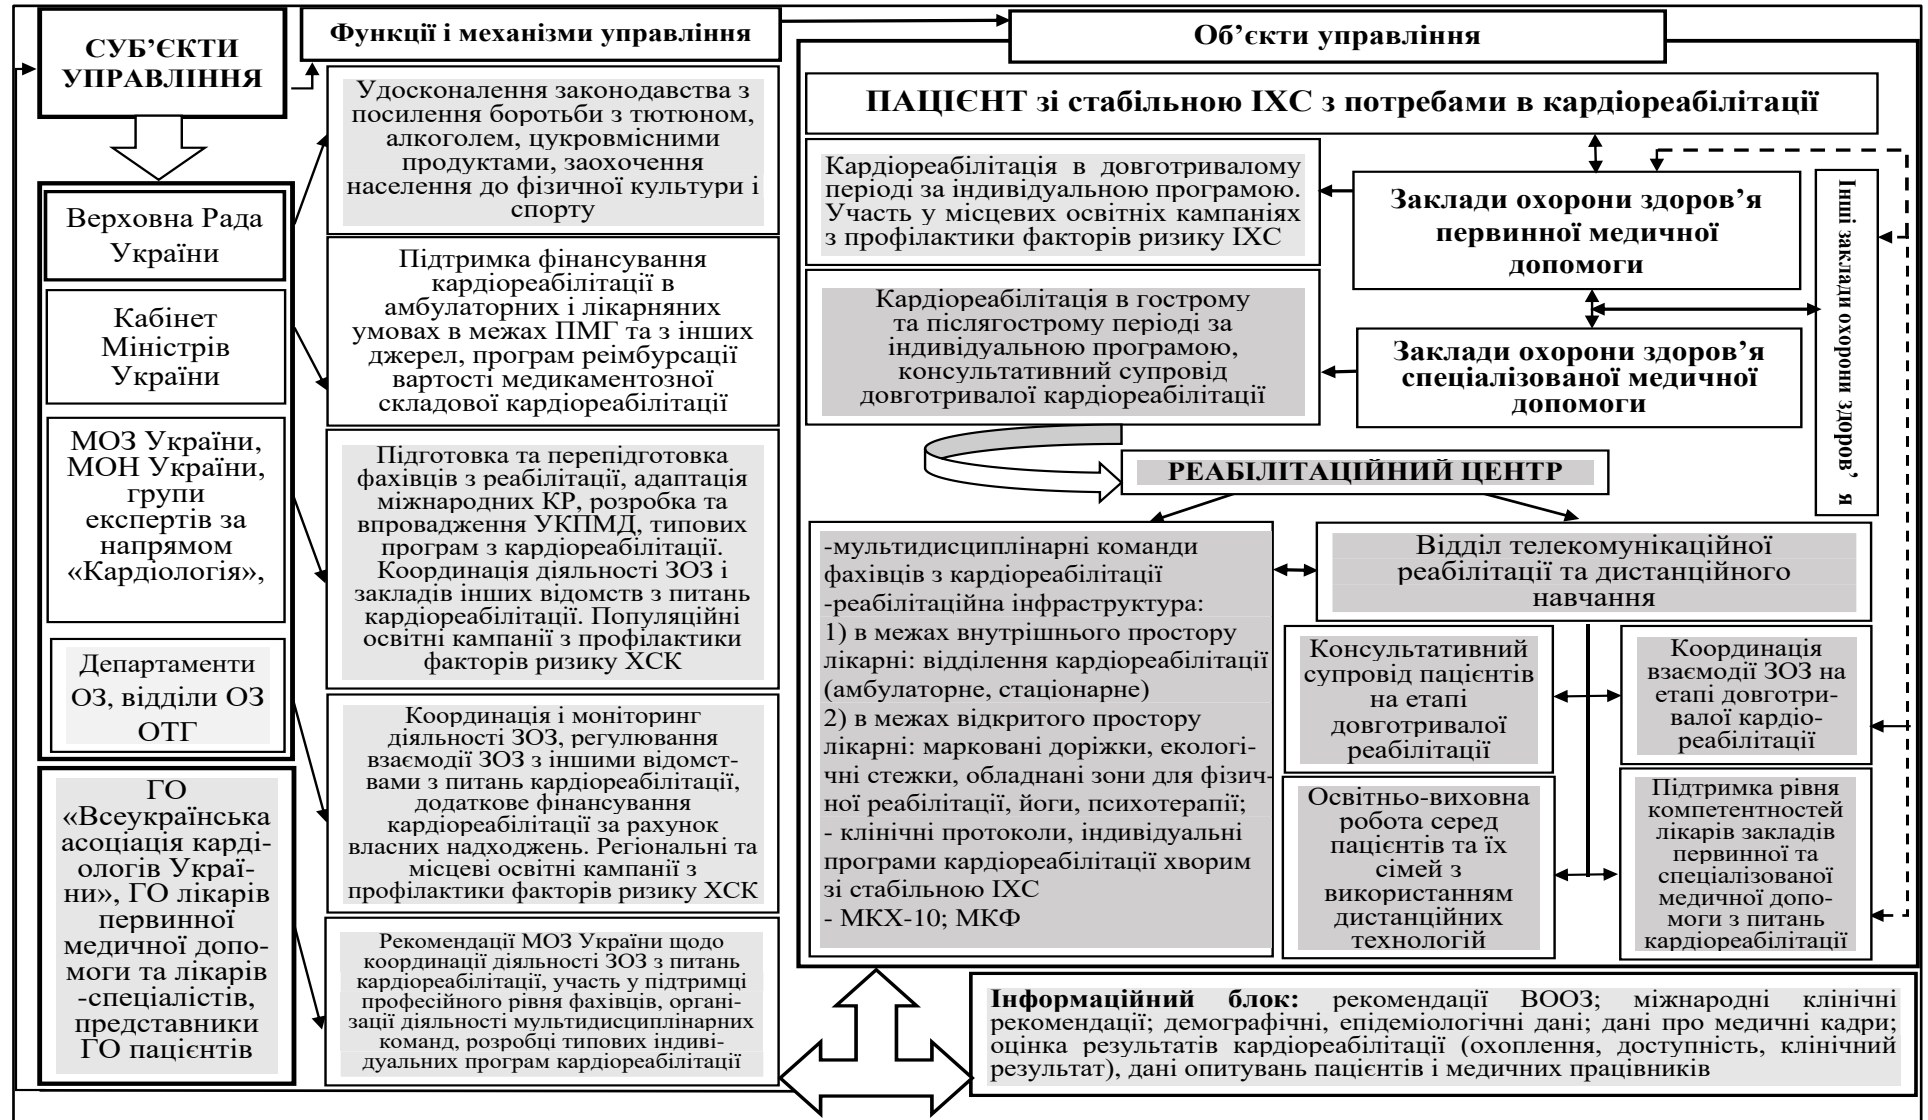 СУБ’ЄКТИ
УПРАВЛІННЯ
Верховна Рада
України
Кабінет
Міністрів
України
МОЗ України,
МОН України,
групи
експертів за
напрямом
«Кардіологія»,
Департаменти
ОЗ, відділи ОЗ
ОТГ
ГО
«Всеукраїнська
асоціація карді-
ологів Украї-
ни», ГО лікарів
первинної
медичної допо-
моги та лікарів
-спеціалістів,
представники
ГО пацієнтів
Функції і механізми управління
Удосконалення законодавства з
посилення боротьби з тютюном,
алкоголем, цукровмісними
продуктами, заохочення
населення до фізичної культури і
спорту
Підтримка фінансування
кардіореабілітації в
амбулаторних і лікарняних
умовах в межах ПМГ та з інших
джерел, програм реімбурсації
вартості медикаментозної
складової кардіореабілітації
Підготовка та перепідготовка
фахівців з реабілітації, адаптація
міжнародних КР, розробка та
впровадження УКПМД, типових
програм з кардіореабілітації.
Координація діяльності ЗОЗ і
закладів інших відомств з питань
кардіореабілітації. Популяційні
освітні кампанії з профілактики
факторів ризику ХСК
Координація і моніторинг
діяльності ЗОЗ, регулювання
взаємодії ЗОЗ з іншими відомст-
вами з питань кардіореабілітації,
додаткове фінансування
кардіореабілітації за рахунок
власних надходжень. Регіональні та
місцеві освітні кампанії з
профілактики факторів ризику ХСК
Рекомендації МОЗ України щодо
координації діяльності ЗОЗ з питань
кардіореабілітації, участь у підтримці
професійного рівня фахівців, органі-
зації діяльності мультидисциплінарних
команд, розробці типових індиві-
дуальних програм кардіореабілітації
Об’єкти управління
ПАЦІЄНТ зі стабільною ІХС з потребами в кардіореабілітації
Кардіореабілітація в довготривалому
періоді за індивідуальною програмою.
Участь у місцевих освітніх кампаніях
з профілактики факторів ризику ІХС
Заклади охорони здоров’я
первинної медичної
допомоги
Кардіореабілітація в гострому
та післягострому періоді за
індивідуальною програмою,
консультативний супровід
довготривалої кардіореабілітації
Заклади охорони здоров’я
спеціалізованої медичної
допомоги
Інші заклади охорони здоров’ я
РЕАБІЛІТАЦІЙНИЙ ЦЕНТР
-мультидисциплінарні команди
фахівців з кардіореабілітації
-реабілітаційна інфраструктура:
1) в межах внутрішнього простору
лікарні: відділення кардіореабілітації
(амбулаторне, стаціонарне)
2) в межах відкритого простору
лікарні: марковані доріжки, екологі-
чні стежки, обладнані зони для фізич-
ної реабілітації, йоги, психотерапії;
- клінічні протоколи, індивідуальні
програми кардіореабілітації хворим
зі стабільною ІХС
- МКХ-10; МКФ
Відділ телекомунікаційної
реабілітації та дистанційного
навчання
Консультативний
супровід пацієнтів
на етапі
довготривалої
реабілітації
Координація
взаємодії ЗОЗ на
етапі довготри-
валої кардіо-
реабілітації
Освітньо-виховна
робота серед
пацієнтів та їх
сімей з
використанням
дистанційних
технологій
Підтримка рівня
компетентностей
лікарів закладів
первинної та
спеціалізованої
медичної допо-
моги з питань
кардіореабілітації
Інформаційний блок: рекомендації ВООЗ; міжнародні клінічні
рекомендації; демографічні, епідеміологічні дані; дані про медичні кадри;
оцінка результатів кардіореабілітації (охоплення, доступність, клінічний
результат), дані опитувань пацієнтів і медичних працівників